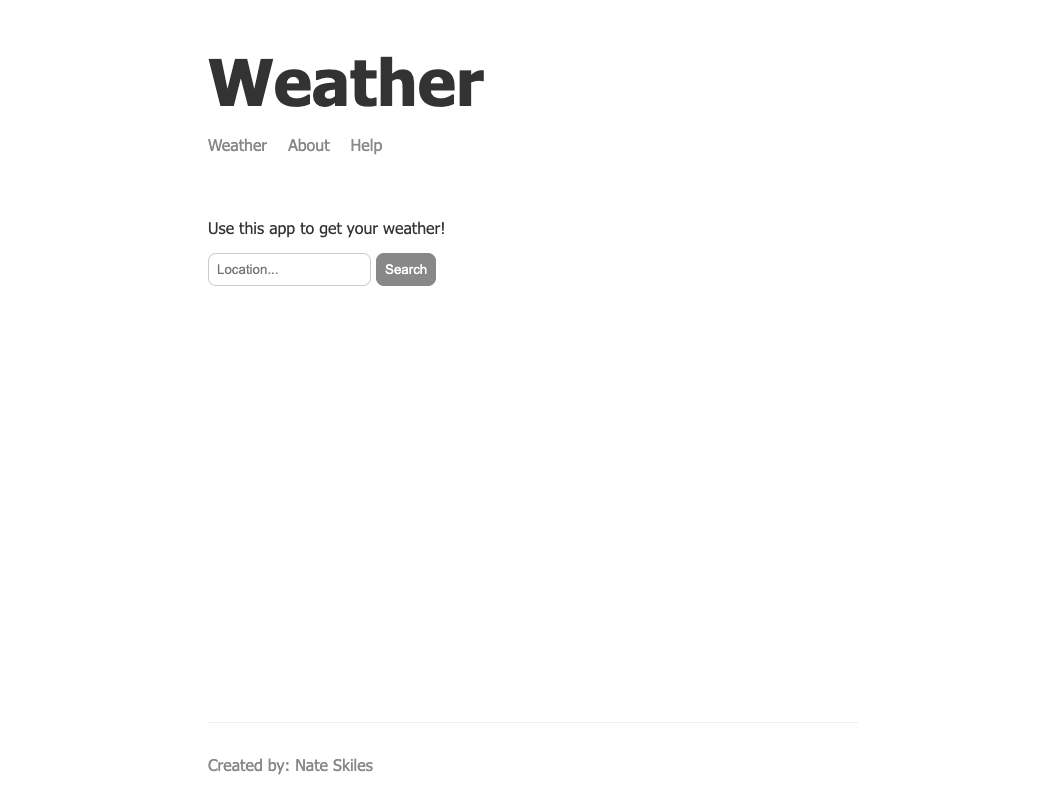 Weather
Weather About Help
Use this app to get your weather!
Location... Search
Created by: Nate Skiles